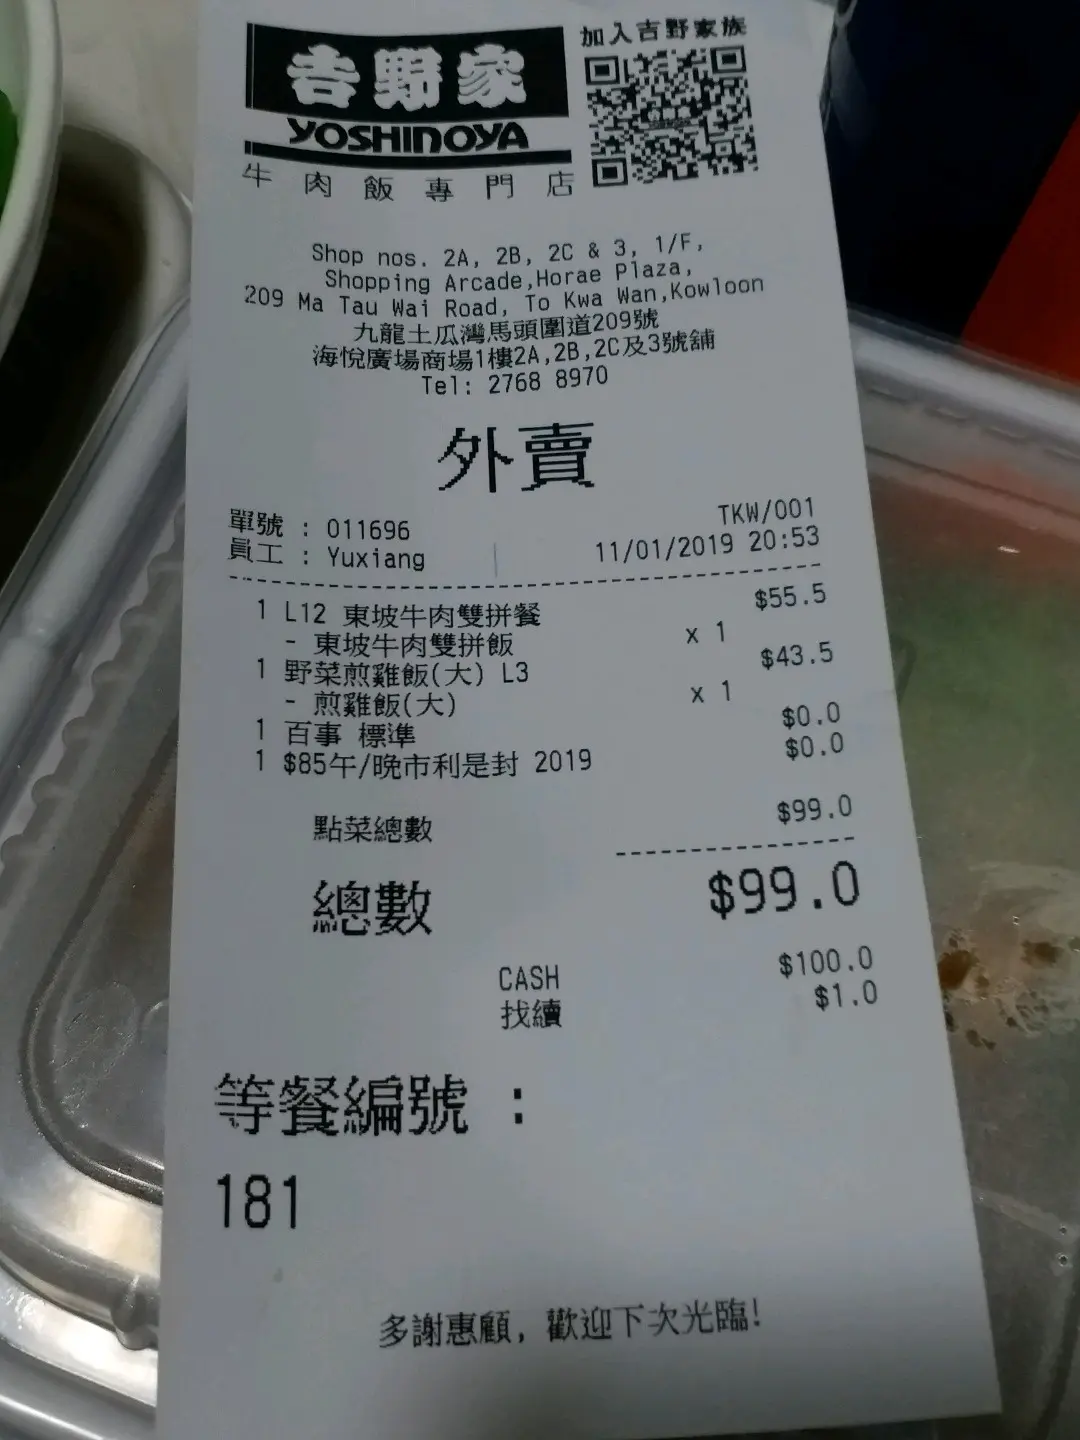 加入吉野家族
吉野家
YOSHINOYA
牛肉飯專門店
Shop nos. 2A, 2B, 2C & 3, 1/F,
Shopping Arcade,Horae Plaza,
209 Ma Tau Wai Road, To Kwa Wan,Kowloon
九龍土瓜灣馬頭圍道209號
海悅廣場商場1樓2A,2B,2C及3號舖
Tel: 2768 8970
外賣
單號 : 011696 TKW/001
員工 : Yuxiang 11/01/2019 20:53
1 L12 東坡牛肉雙拼餐 $55.5
- 東坡牛肉雙拼飯 x 1
1 野菜煎雞飯(大) L3 $43.5
- 煎雞飯(大) x 1
1 百事 標準 $0.0
1 $85午/晚市利是封 2019 $0.0
點菜總數 $99.0
總數 $99.0
CASH $100.0
找續 $1.0
等餐編號 :
181
多謝惠顧, 歡迎下次光臨!